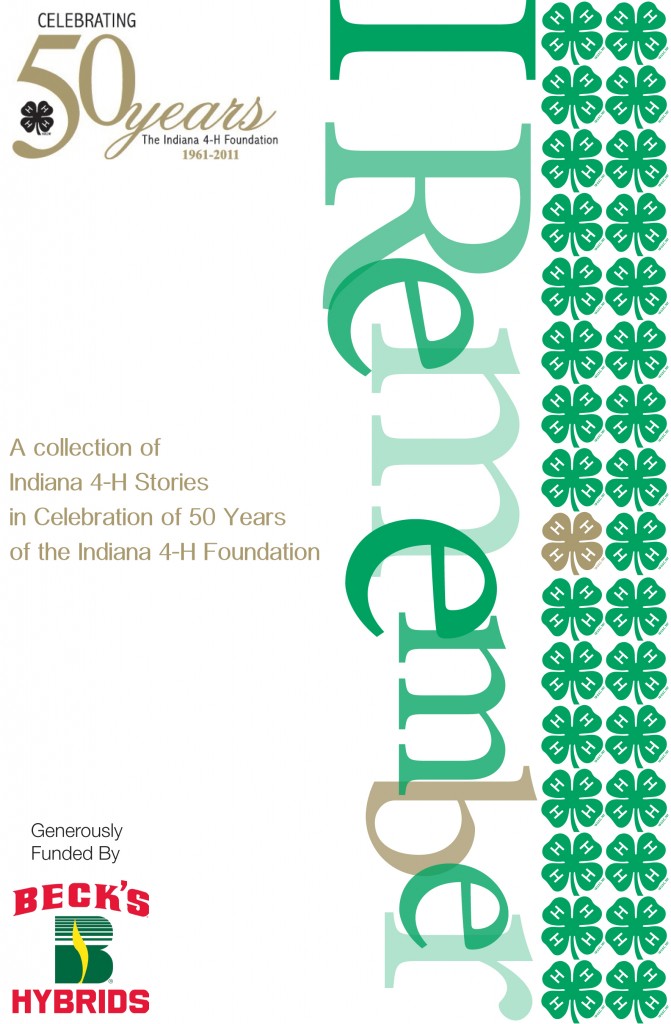 CELEBRATING
50 years
The Indiana 4-H Foundation
1961-2011
I Remember
A collection of
Indiana 4-H Stories
in Celebration of 50 Years
of the Indiana 4-H Foundation
Generously
Funded By
BECK'S
B
HYBRIDS